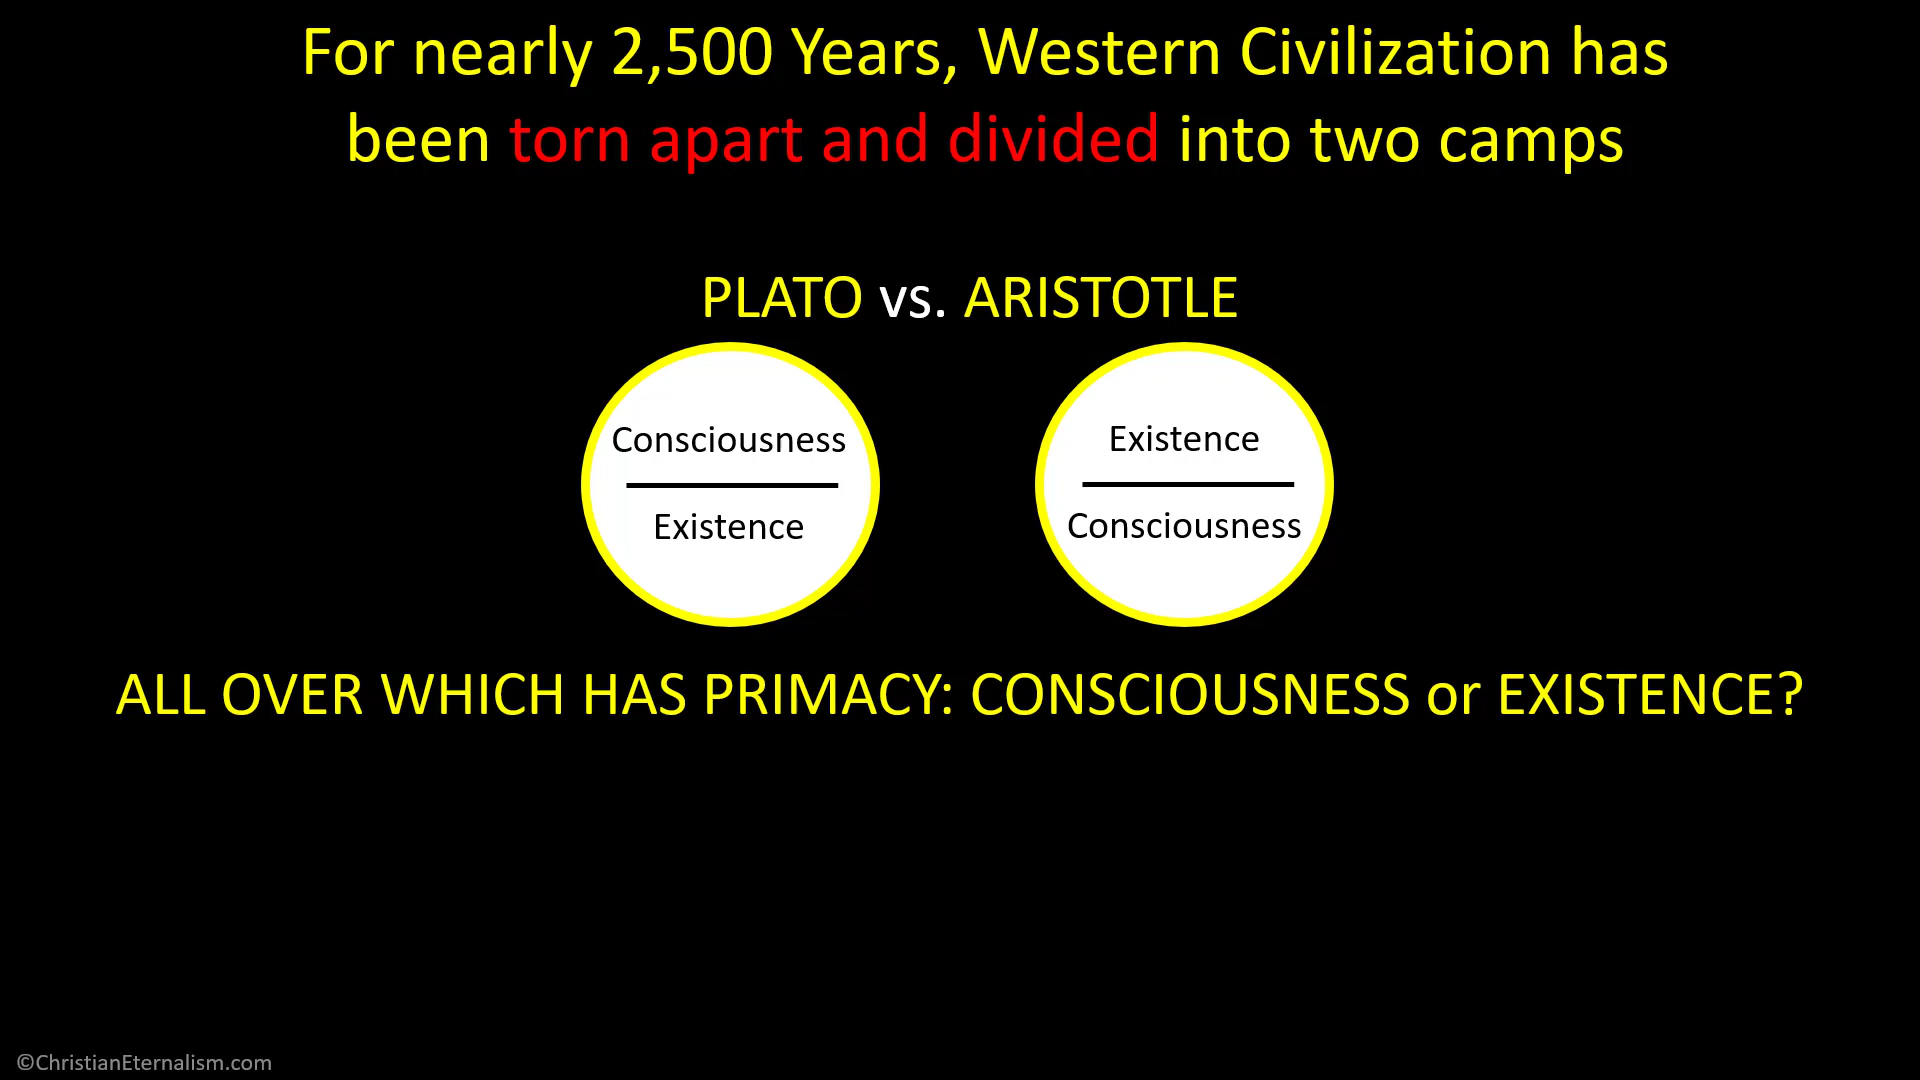 For nearly 2,500 Years, Western Civilization has
been torn apart and divided into two camps
PLATO vs. ARISTOTLE
Consciousness
Existence
Existence
Consciousness
ALL OVER WHICH HAS PRIMACY: CONSCIOUSNESS or EXISTENCE?
©ChristianEternalism.com